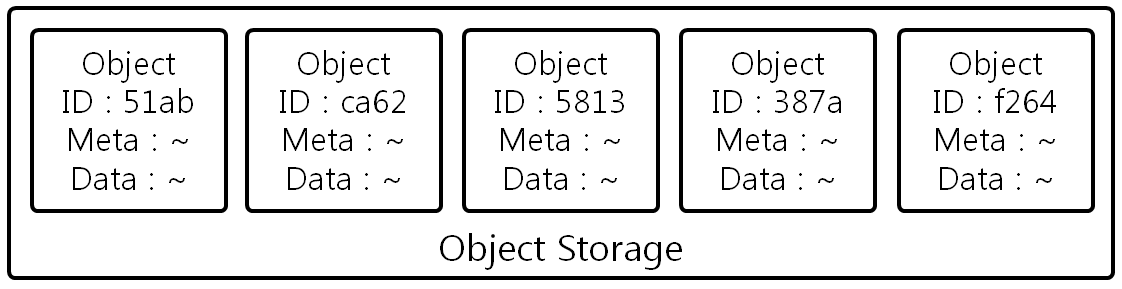 Object
ID : 51ab
Meta : ~
Data : ~
Object
ID : ca62
Meta : ~
Data : ~
Object
ID : 5813
Meta : ~
Data : ~
Object
ID : 387a
Meta : ~
Data : ~
Object
ID : f264
Meta : ~
Data : ~
Object Storage